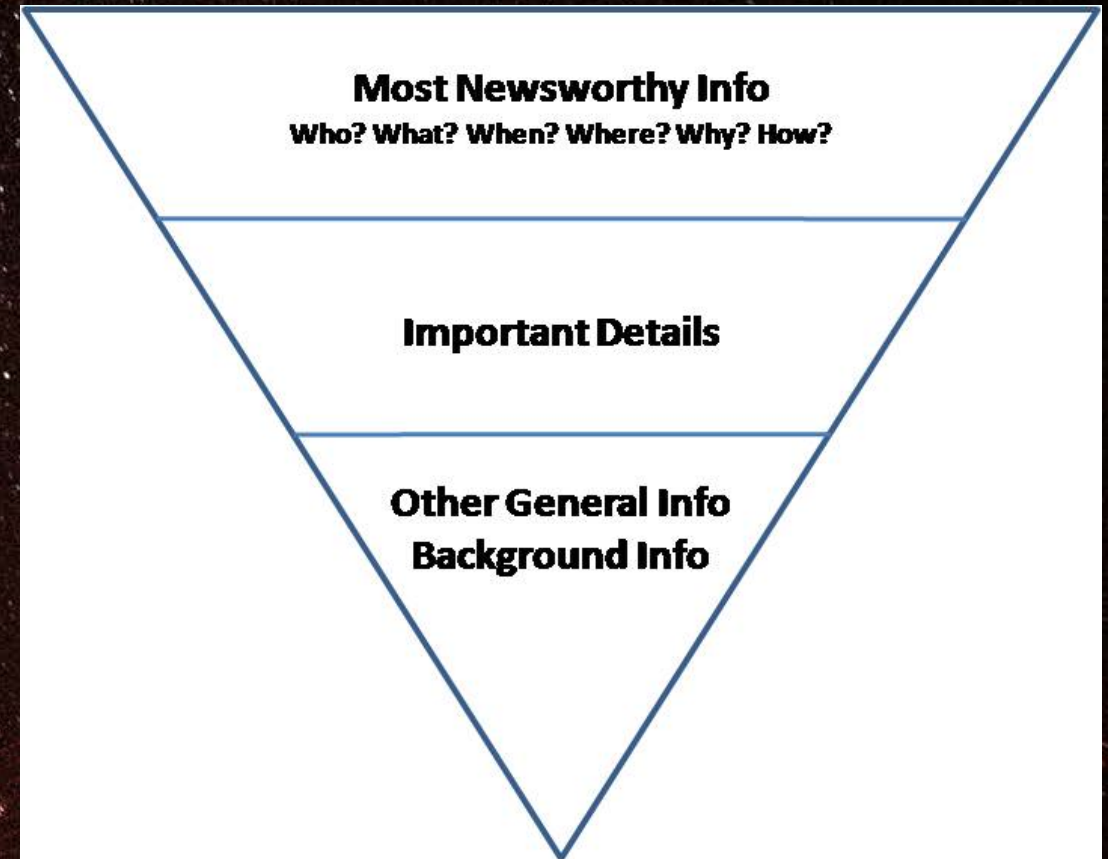 Most Newsworthy Info
Who? What? When? Where? Why? How?
Important Details
Other General Info
Background Info